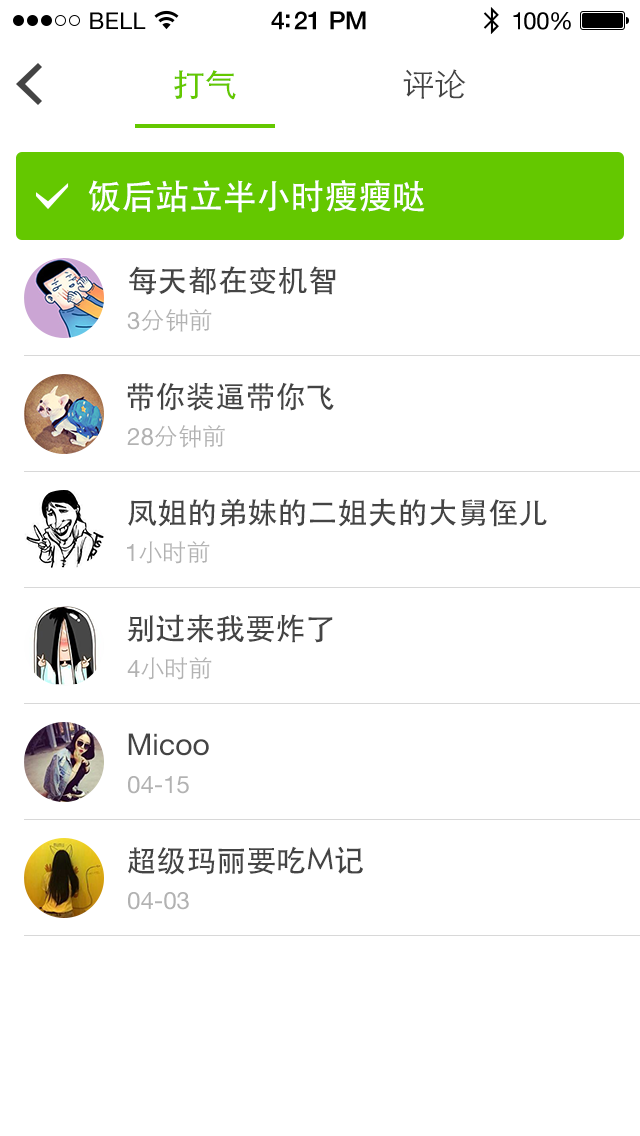 BELL 4:21 PM 100%
打气 评论
饭后站立半小时瘦瘦哒
每天都在变机智
3分钟前
带你装逼带你飞
28分钟前
凤姐的弟妹的二姐夫的大舅侄儿
1小时前
别过来我要炸了
4小时前
Micoo
04-15
超级玛丽要吃M记
04-03